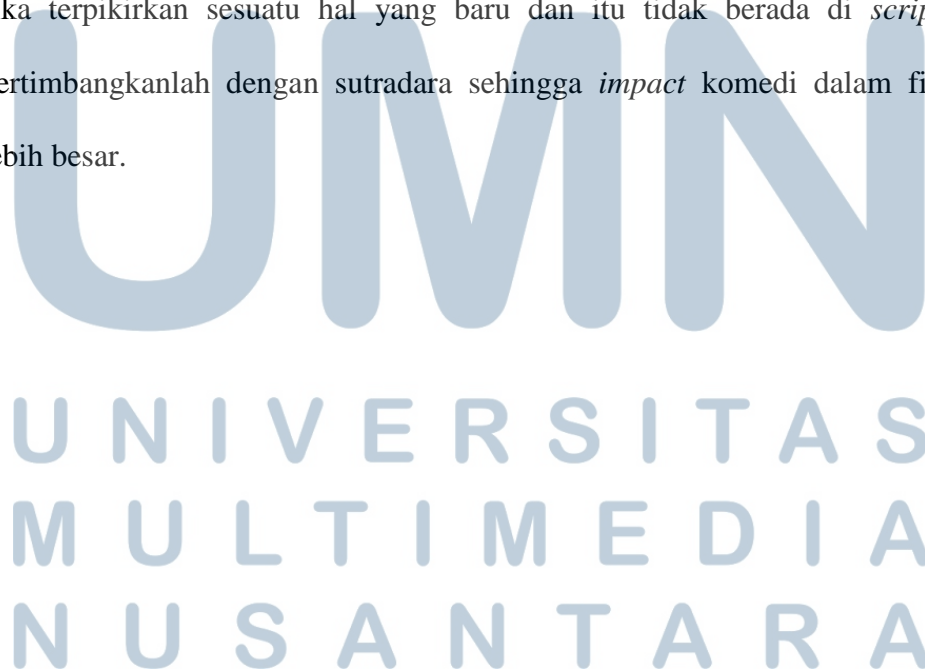 ka terpikirkan sesuatu hal yang baru dan itu tidak berada di scrip
ertimbangkanlah dengan sutradara sehingga impact komedi dalam fi
ebih besar.
UMN
UNIVERSITAS
MULTIMEDIA
NUSANTARA